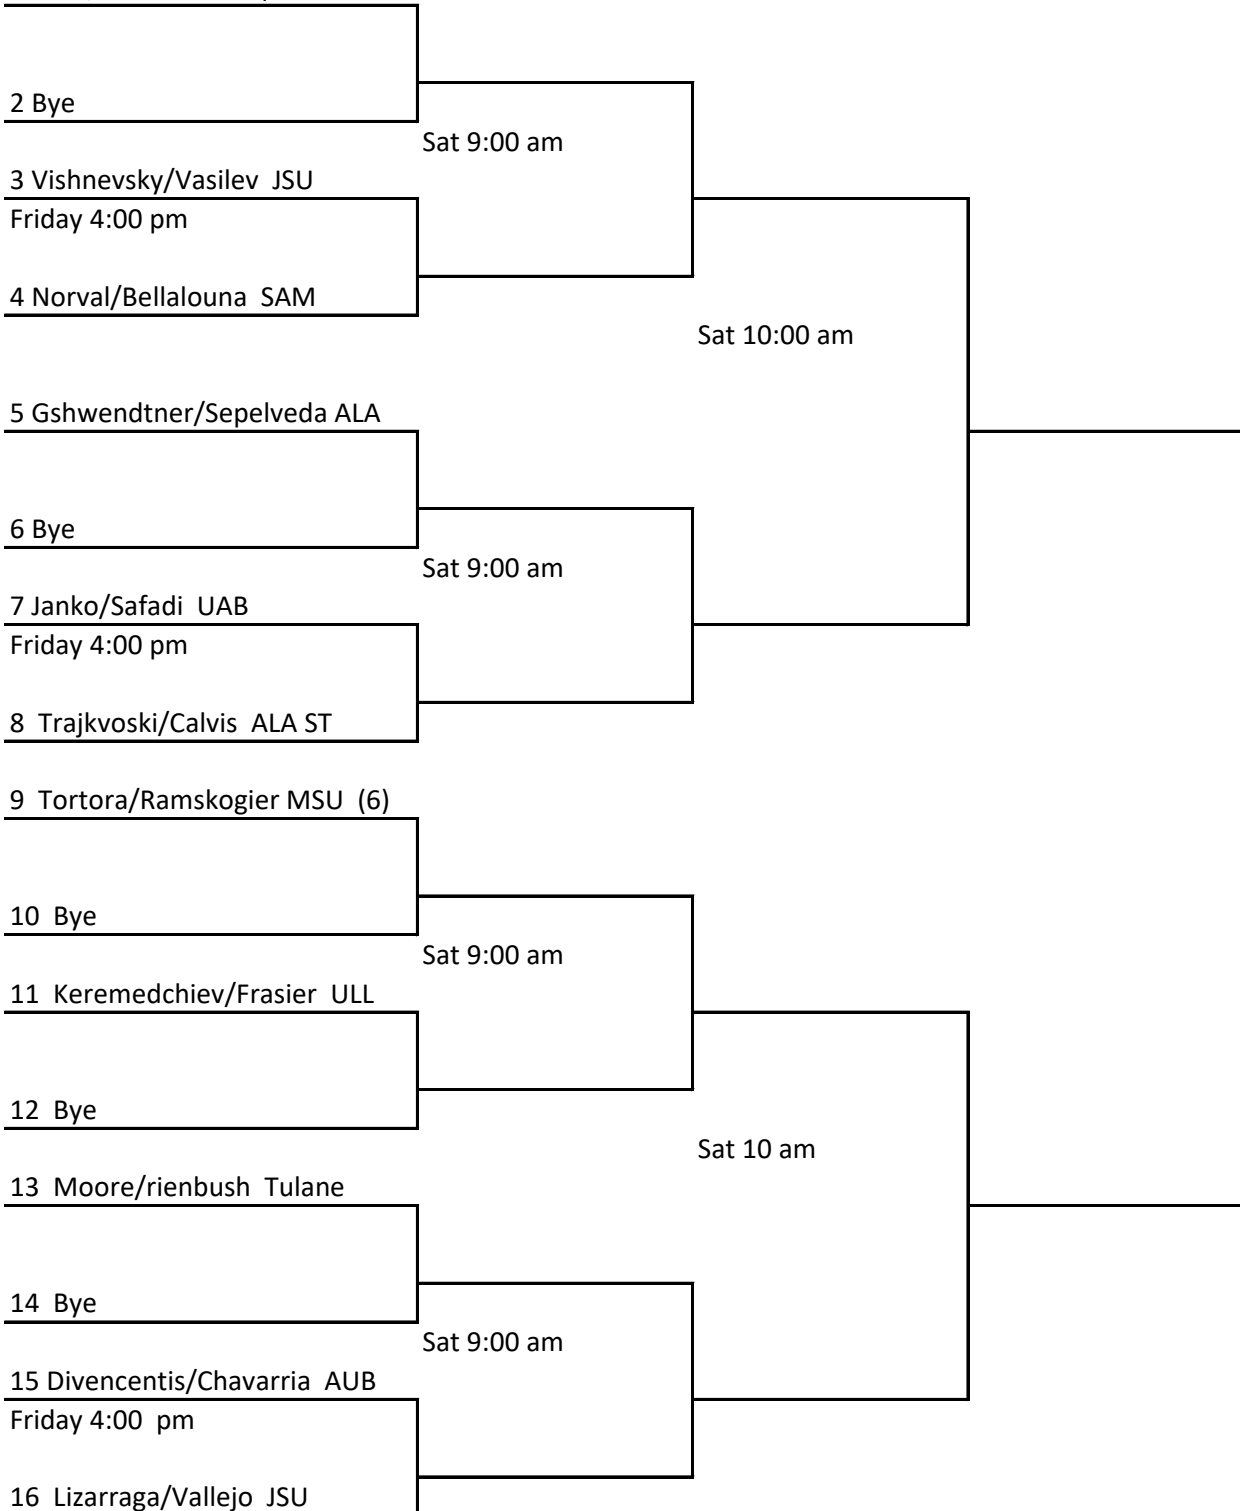 2 Bye
Sat 9:00 am
3 Vishnevsky/Vasilev  JSU
Friday 4:00 pm
4 Norval/Bellalouna  SAM
Sat 10:00 am
5 Gshwendtner/Sepelveda ALA
6 Bye
Sat 9:00 am
7 Janko/Safadi  UAB
Friday 4:00 pm
8  Trajkvoski/Calvis  ALA ST
9  Tortora/Ramskogier MSU  (6)
10  Bye
Sat 9:00 am
11  Keremedchiev/Frasier  ULL
12  Bye
Sat 10 am
13  Moore/rienbush  Tulane
14  Bye
Sat 9:00 am
15 Divencentis/Chavarria  AUB
Friday 4:00  pm
16  Lizarraga/Vallejo  JSU